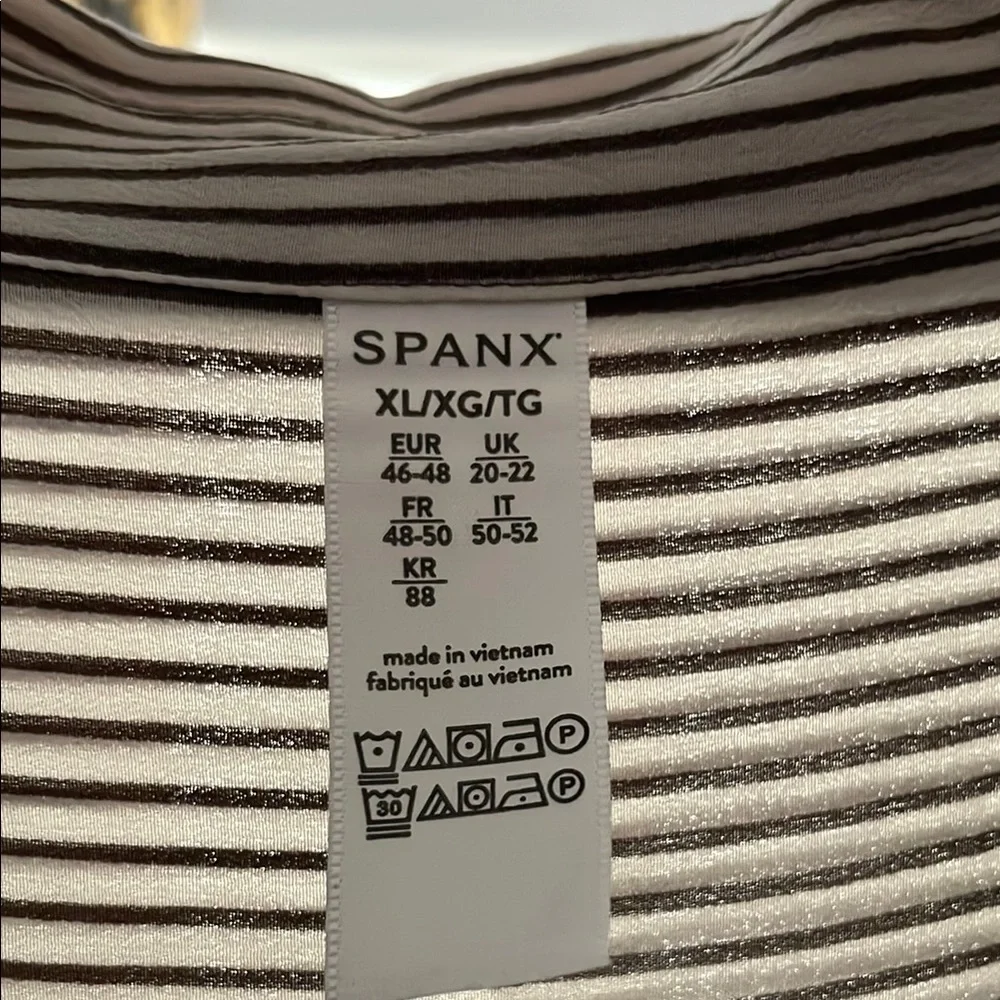 SPANX
XL/XG/TG
EUR UK
46-48 20-22
FR IT
48-50 50-52
KR
88
made in vietnam
fabriqué au vietnam
P
30 P